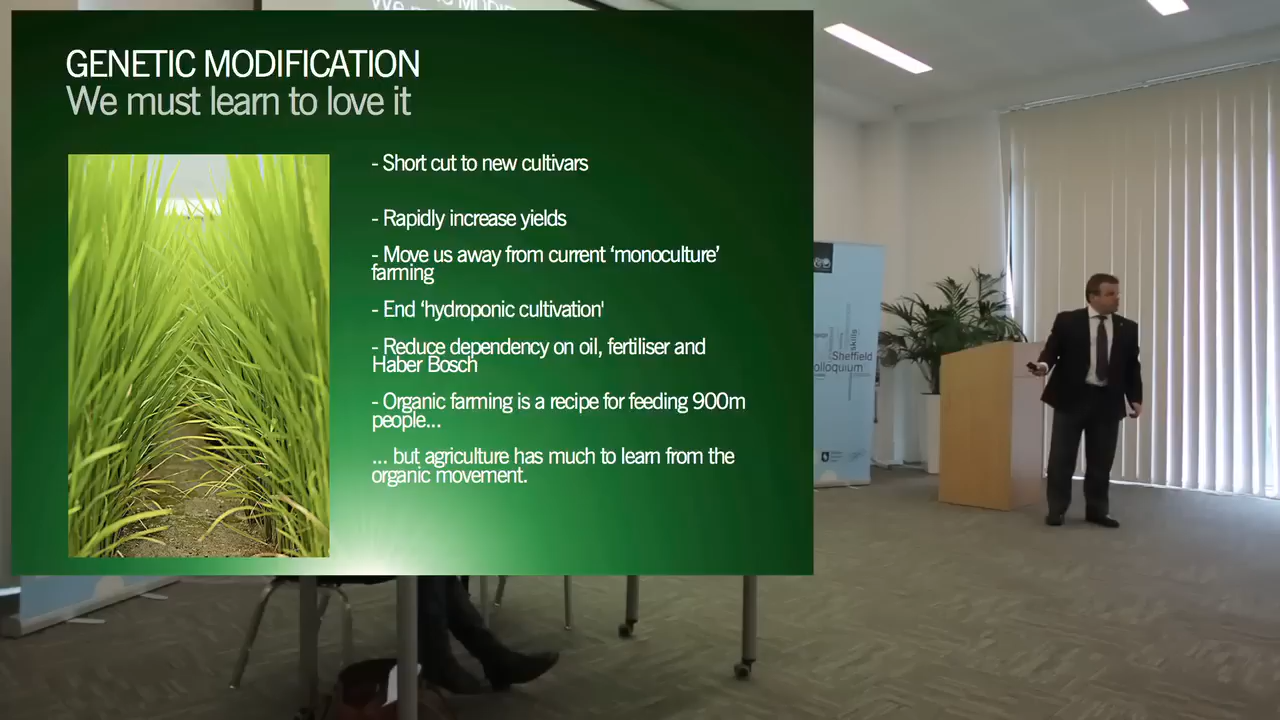 GENETIC MODIFICATION
We must learn to love it
- Short cut to new cultivars
- Rapidly increase yields
- Move us away from current ‘monoculture’
farming
- End ‘hydroponic cultivation'
- Reduce dependency on oil, fertiliser and
Haber Bosch
- Organic farming is a recipe for feeding 900m
people...
... but agriculture has much to learn from the
organic movement.
skills
Sheffield
olloquium